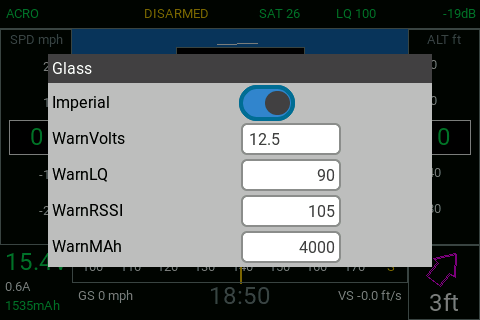 ACRO DISARMED SAT 26 LQ 100 -19dB
SPD mph ALT ft
Glass
Imperial
WarnVolts 12.5
0 0
WarnLQ 90
WarnRSSI 105
WarnMAh 4000
15.4
0.6A
1535mAh
GS 0 mph 18:50 VS -0.0 ft/s
3ft